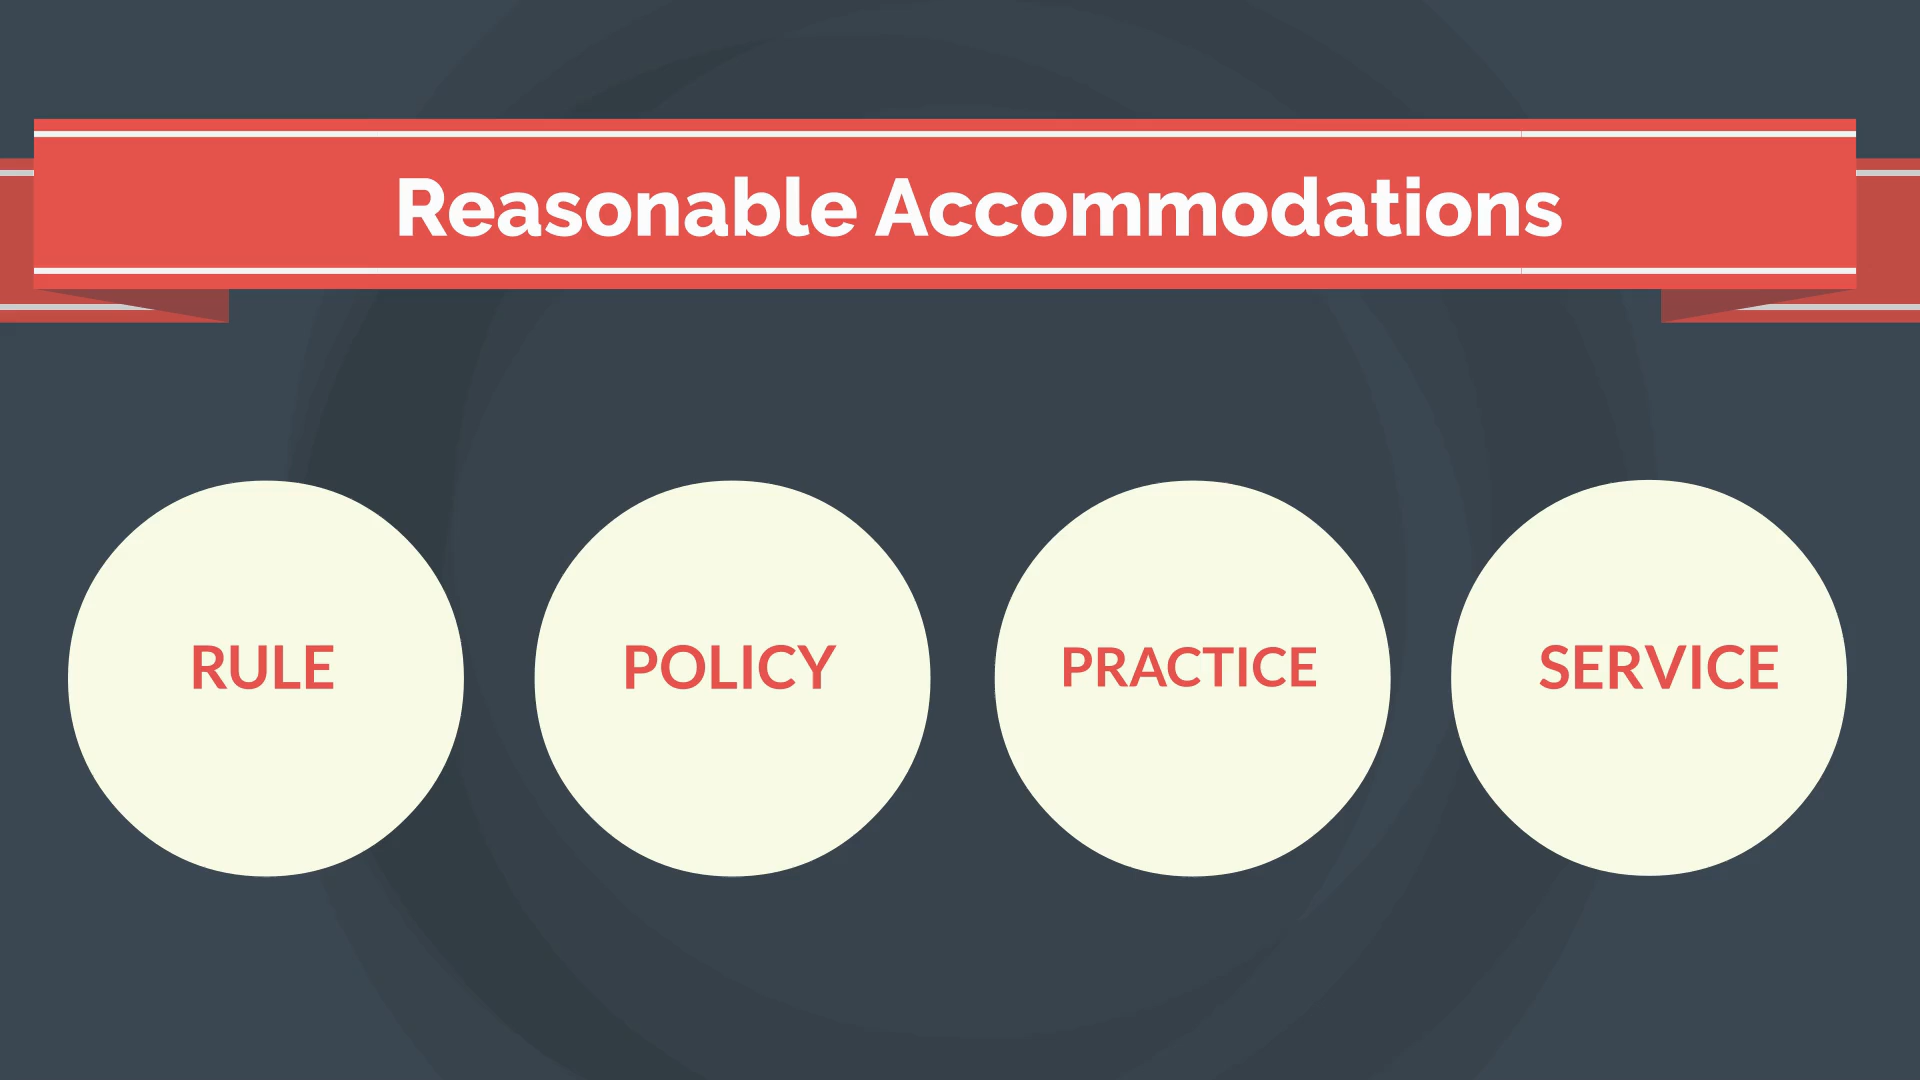 Reasonable Accommodations
RULE
POLICY
PRACTICE
SERVICE